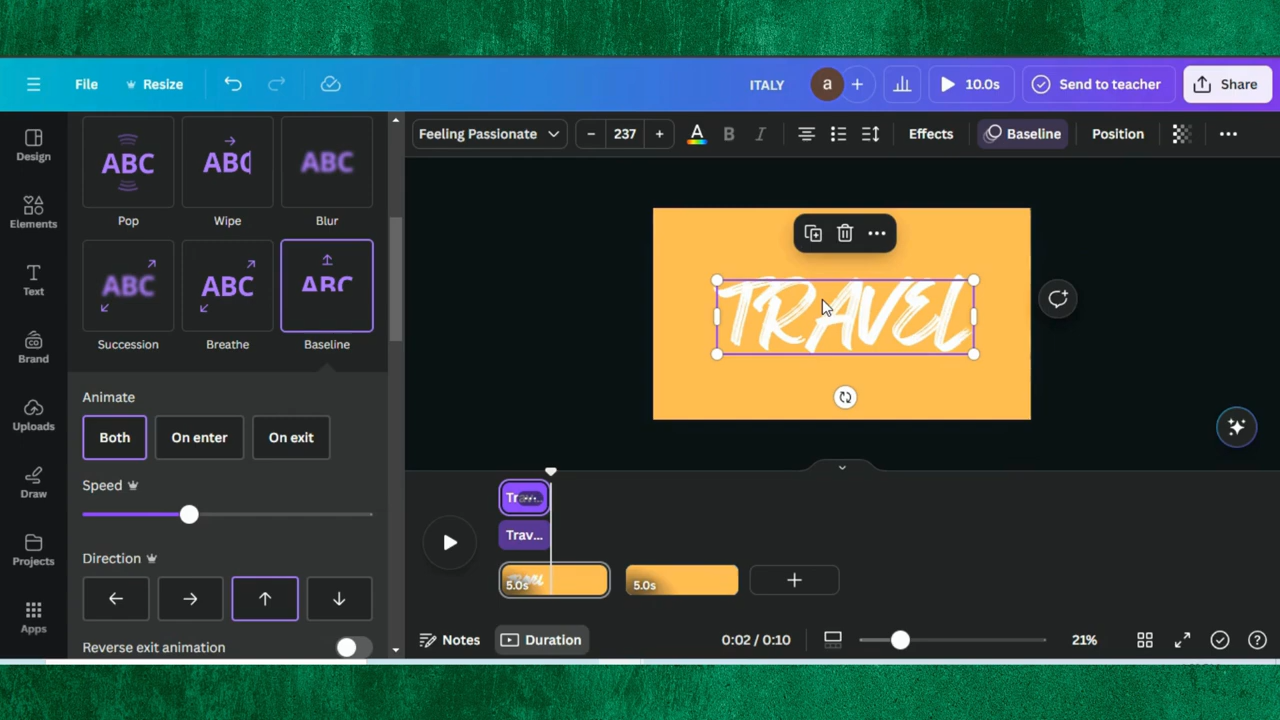 File
Resize
ITALY
a
10.0s
Send to teacher
Share
Feeling Passionate
237
A
B
I
Effects
Baseline
Position
Design
Elements
Text
Brand
Uploads
Draw
Projects
Apps
ABC
ABC
ABC
Pop
Wipe
Blur
ABC
ABC
ABC
Succession
Breathe
Baseline
Animate
Both
On enter
On exit
Speed
Direction
Reverse exit animation
TRAVEL
Trav...
5.0s
5.0s
Notes
Duration
0:02 / 0:10
21%